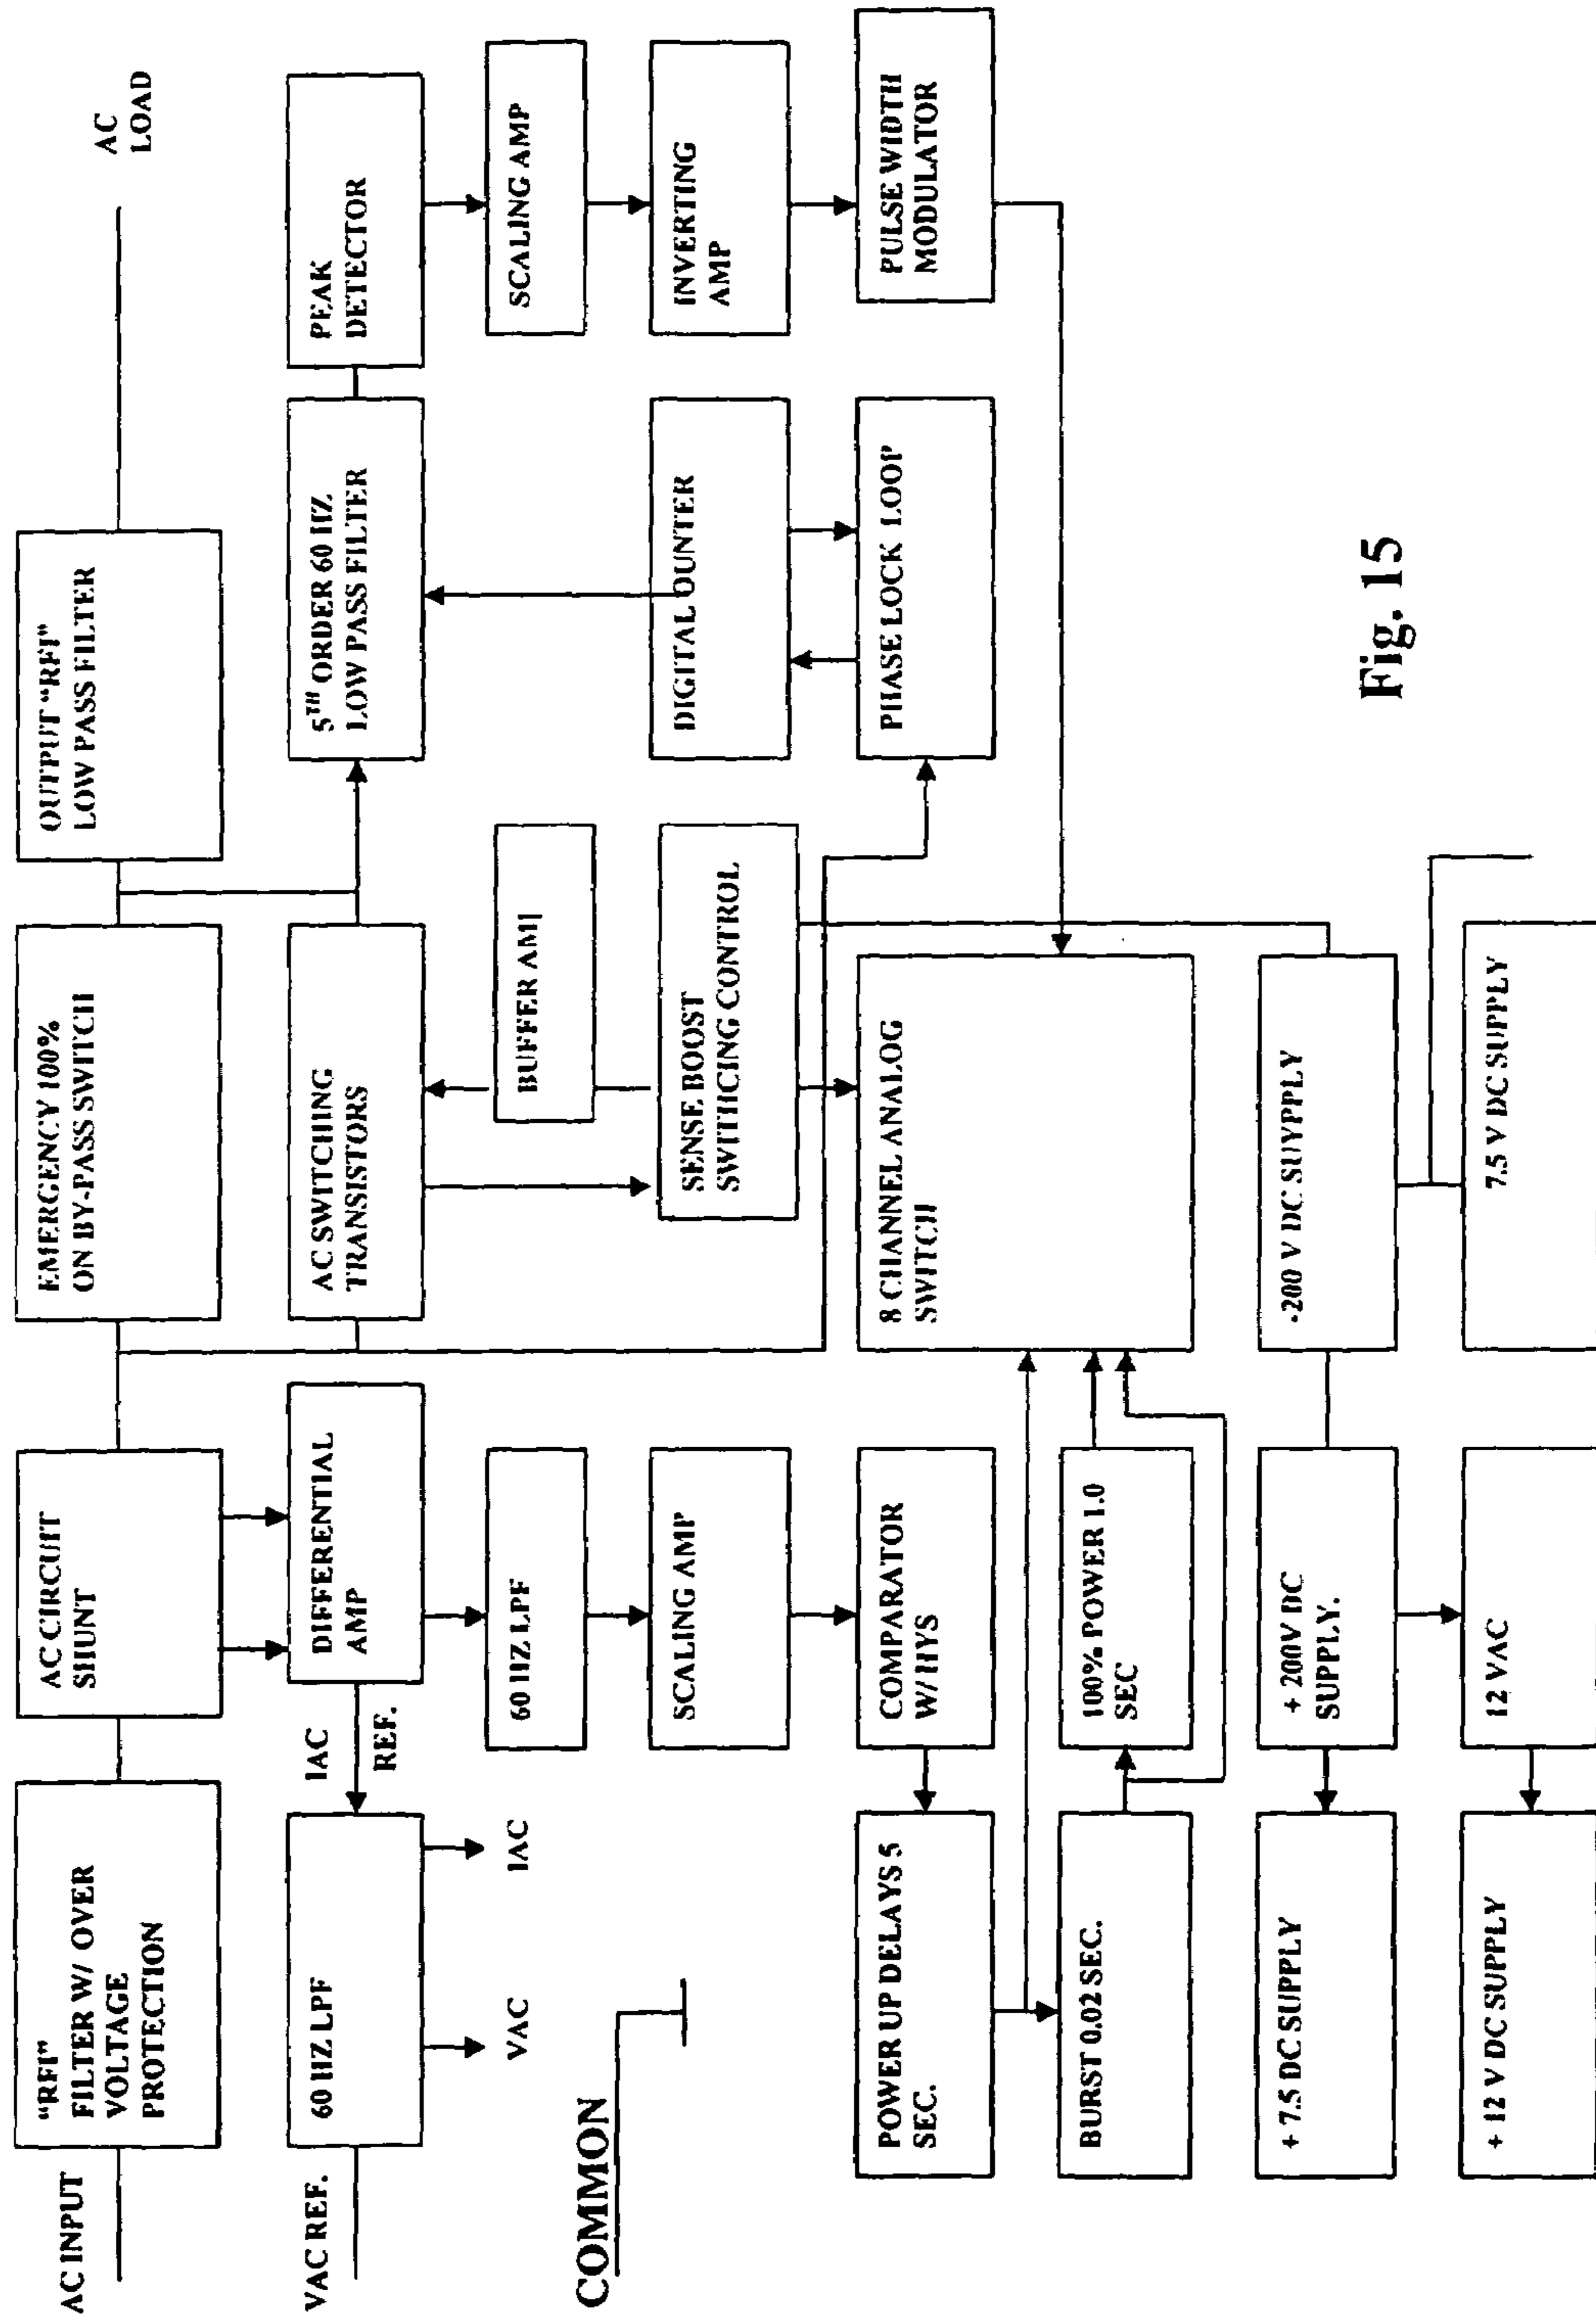 AC INPUT
"RFI"
FILTER W/ OVER
VOLTAGE
PROTECTION
AC CIRCUIT
SHUNT
EMERGENCY 100%
ON BY-PASS SWITCH
OUTPUT "RFI"
LOW PASS FILTER
AC
LOAD
VAC REF.
60 HZ LPF
IAC
REF.
DIFFERENTIAL
AMP
AC SWITCHING
TRANSISTORS
5TH ORDER 60 HZ
LOW PASS FILTER
PEAK
DETECTOR
VAC
IAC
60 HZ LPF
BUFFER AMI
SCALING AMP
COMMON
SCALING AMP
SENSE BOOST
SWITHCING CONTROL
DIGITAL OUNTER
INVERTING
AMP
POWER UP DELAYS 5
SEC.
COMPARATOR
W/ HYS
8 CHANNEL ANALOG
SWITCH
PHASE LOCK LOOP
PULSE WIDTH
MODULATOR
BURST 0.02 SEC.
100% POWER 1.0
SEC
+ 7.5 DC SUPPLY
+ 200V DC
SUPPLY.
-200 V DC SUYPPLY
+ 12 V DC SUPPLY
12 VAC
7.5 V DC SUPPLY
Fig. 15